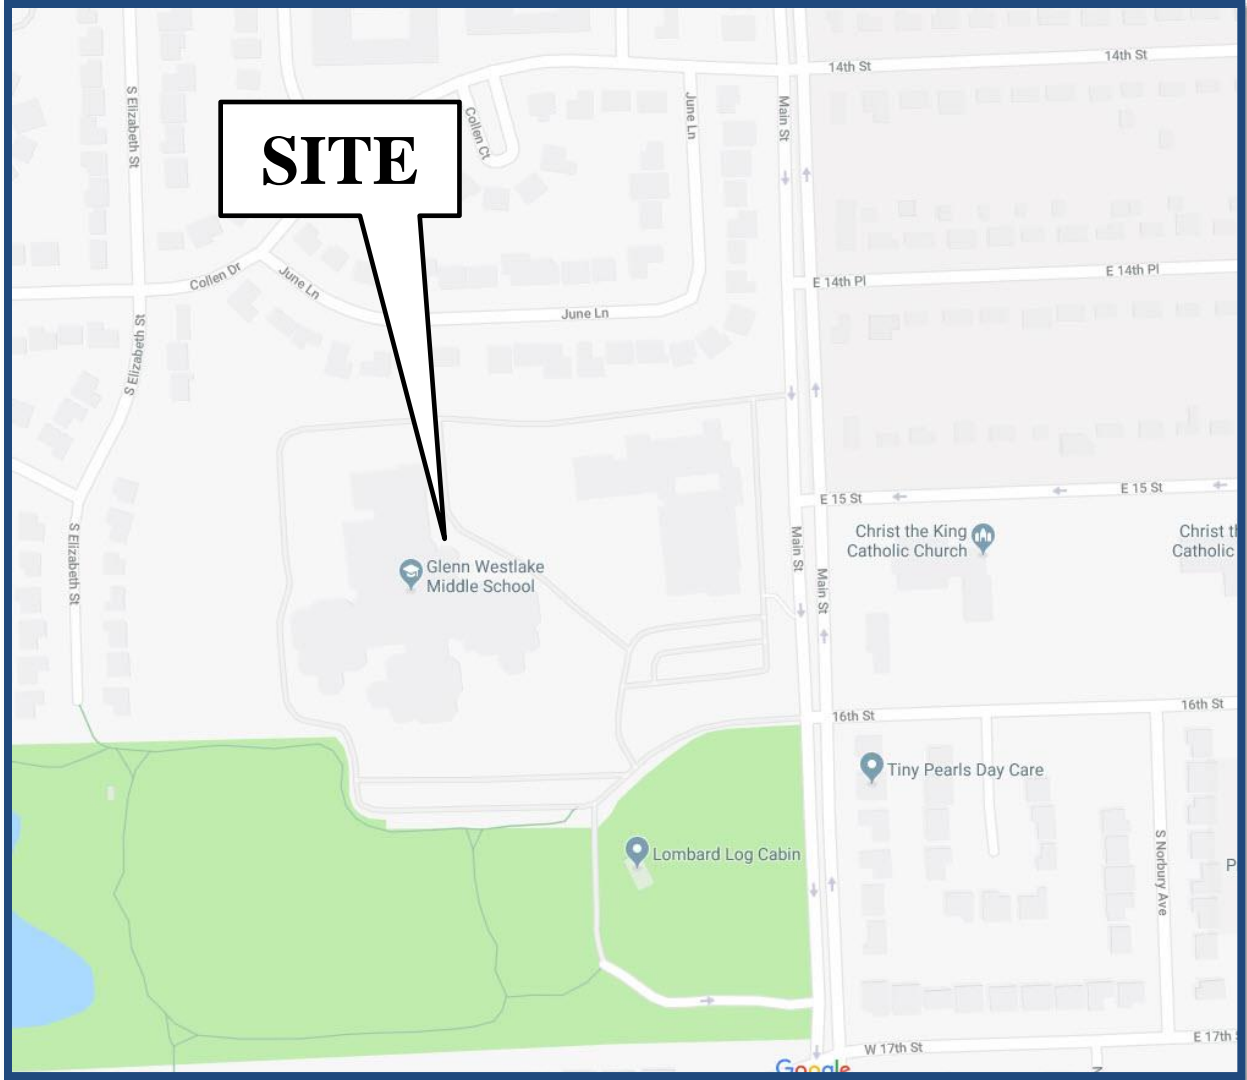 14th St
14th St
S Elizabeth St
Collen Ct
June Ln
Main St
SITE
Collen Dr
June Ln
June Ln
E 14th Pl
E 14th Pl
S Elizabeth St
E 15 St
E 15 St
S Elizabeth St
Glenn Westlake
Middle School
Main St
Main St
Christ the King
Catholic Church
Christ t
Catholic
16th St
16th St
Tiny Pearls Day Care
Lombard Log Cabin
S Norbury Ave
P
W 17th St
E 17th
N
Google